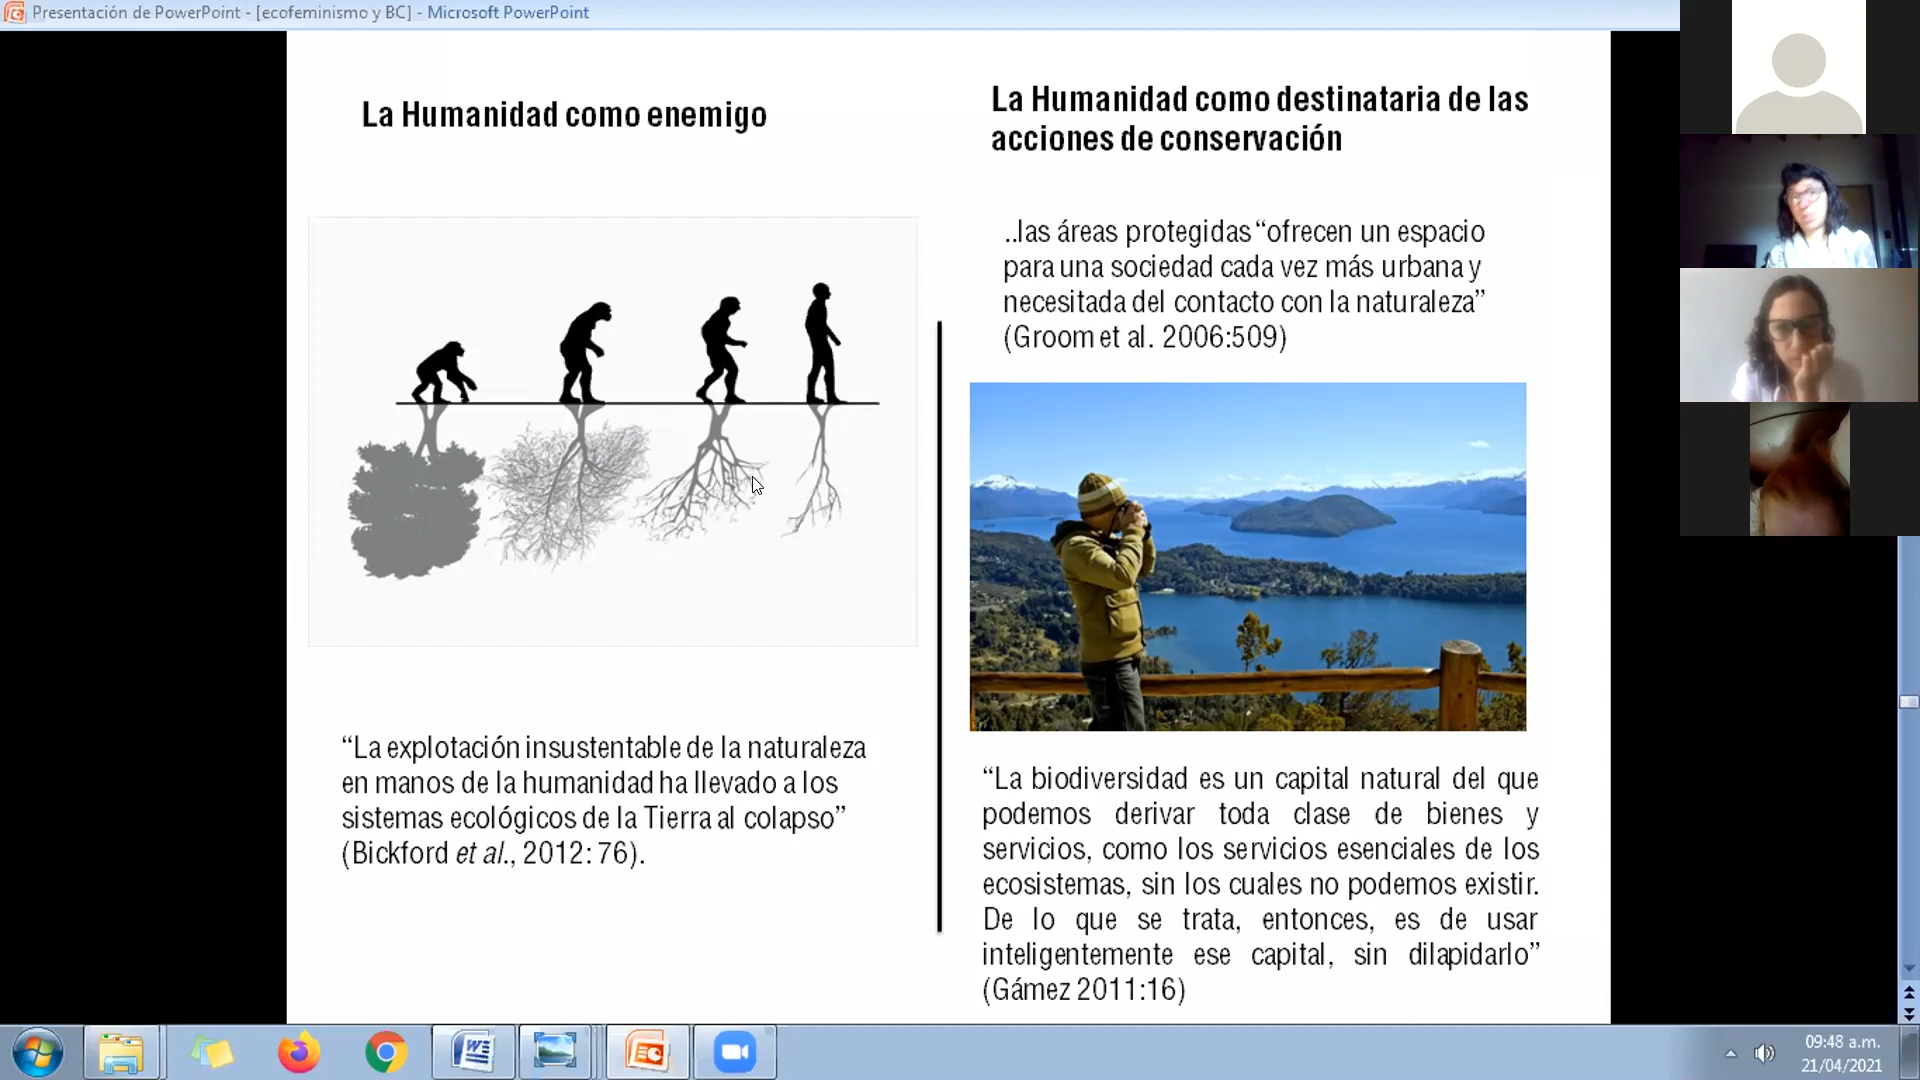 Presentación de PowerPoint - [ecofeminismo y BC] - Microsoft PowerPoint
La Humanidad como enemigo
“La explotación insustentable de la naturaleza
en manos de la humanidad ha llevado a los
sistemas ecológicos de la Tierra al colapso”
(Bickford et al., 2012: 76).
La Humanidad como destinataria de las
acciones de conservación
..las áreas protegidas “ofrecen un espacio
para una sociedad cada vez más urbana y
necesitada del contacto con la naturaleza”
(Groom et al. 2006:509)
“La biodiversidad es un capital natural del que
podemos derivar toda clase de bienes y
servicios, como los servicios esenciales de los
ecosistemas, sin los cuales no podemos existir.
De lo que se trata, entonces, es de usar
inteligentemente ese capital, sin dilapidarlo”
(Gámez 2011:16)
09:48 a.m.
21/04/2021